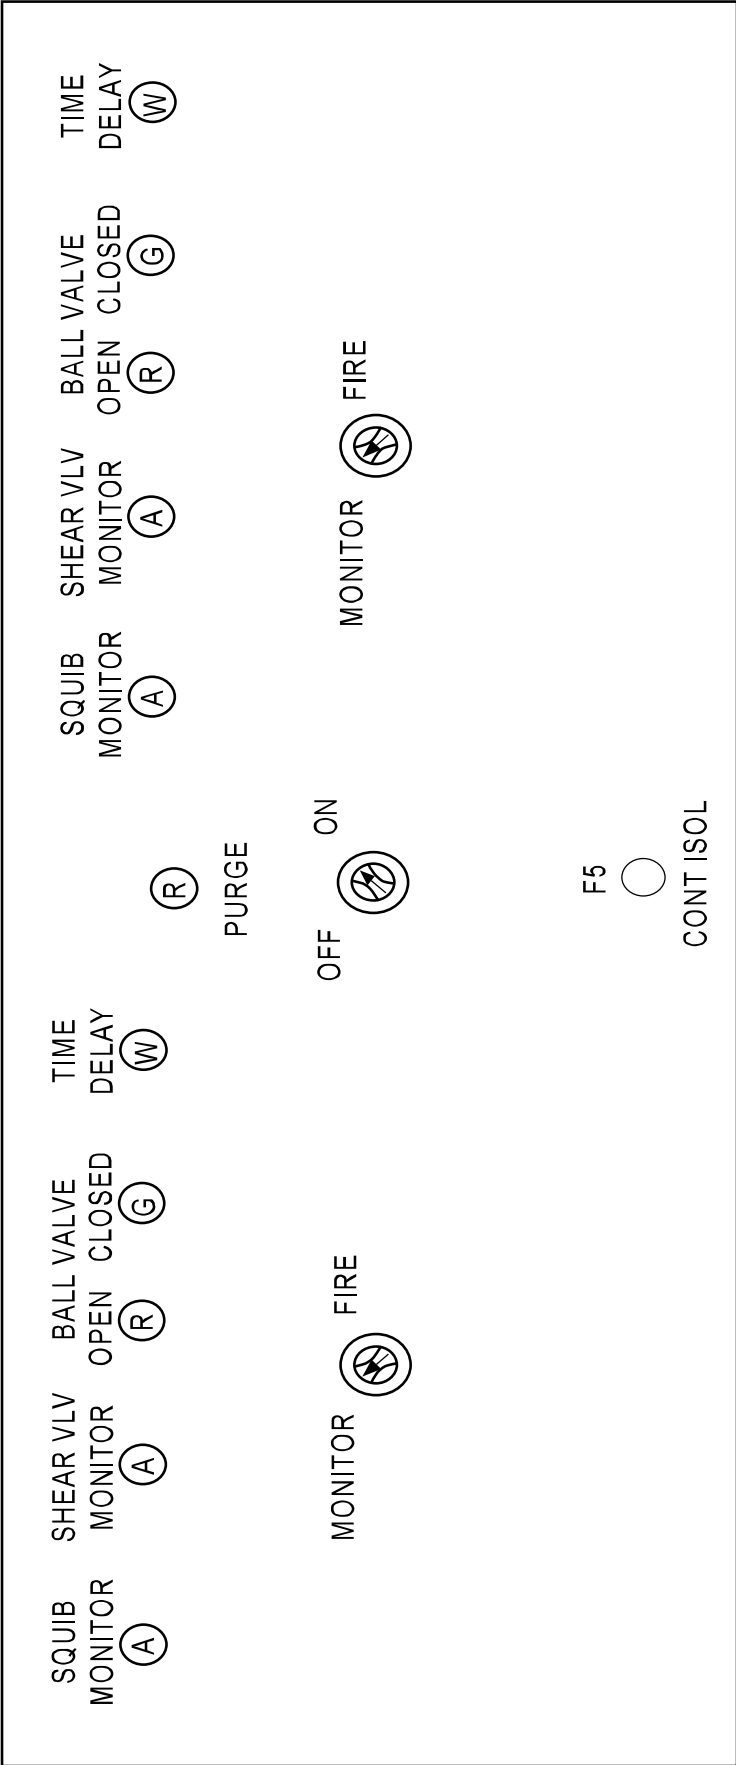 SQUIB
MONITOR
A
SHEAR VLV
MONITOR
A
BALL VALVE
OPEN CLOSED
R G
TIME
DELAY
W
R
PURGE
SQUIB
MONITOR
A
SHEAR VLV
MONITOR
A
BALL VALVE
OPEN CLOSED
R G
TIME
DELAY
W
MONITOR FIRE
OFF ON
MONITOR FIRE
F5
CONT ISOL